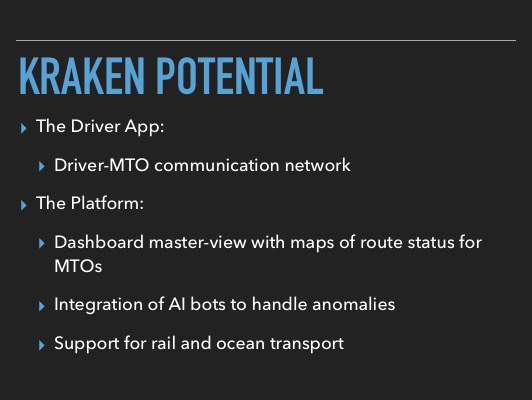 KRAKEN POTENTIAL
The Driver App:
Driver-MTO communication network
The Platform:
Dashboard master-view with maps of route status for
MTOs
Integration of AI bots to handle anomalies
Support for rail and ocean transport